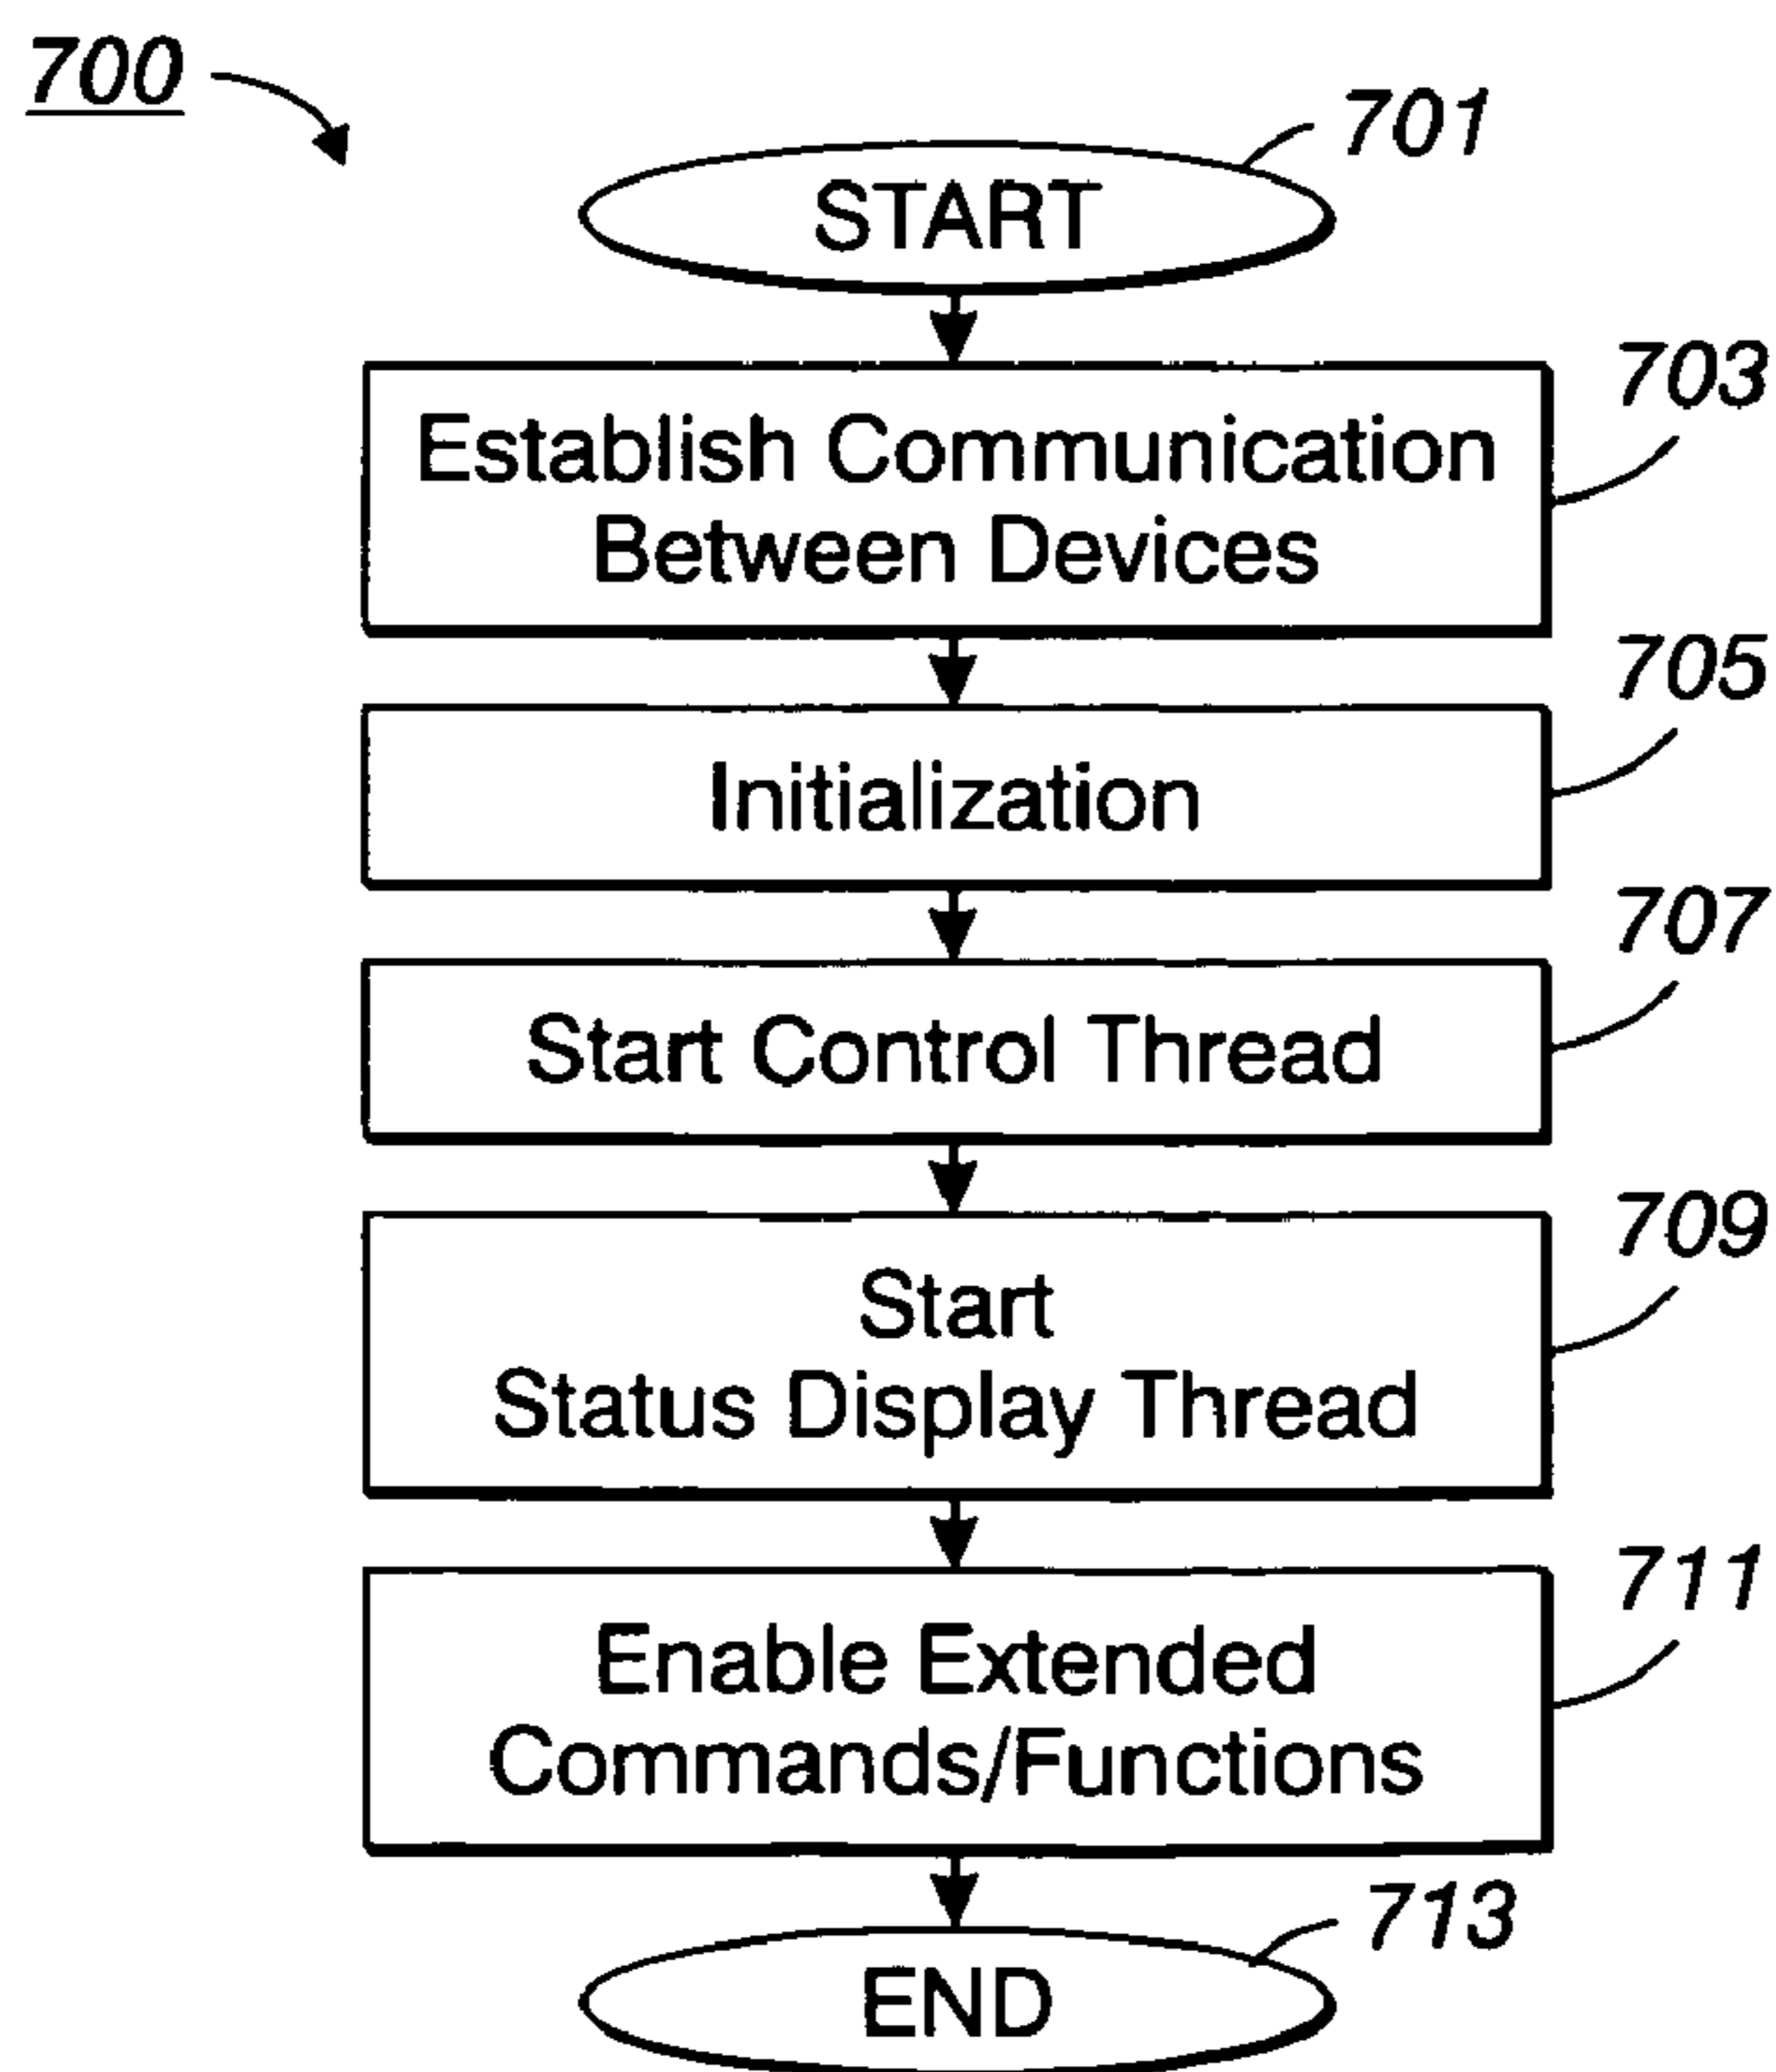 700
701
START
703
Establish Communication
Between Devices
705
Initialization
707
Start Control Thread
709
Start
Status Display Thread
711
Enable Extended
Commands/Functions
713
END